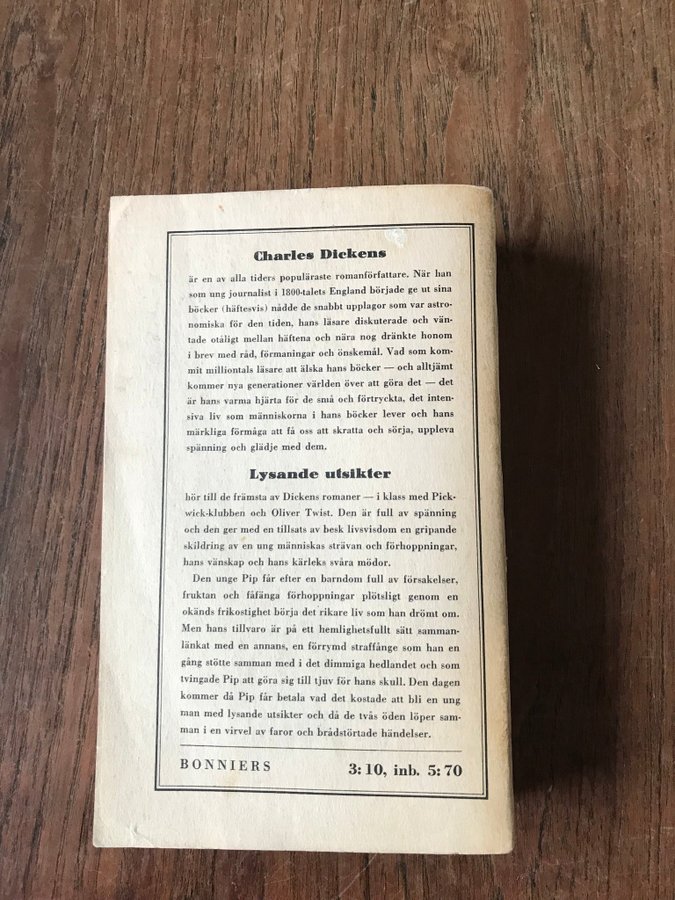 Charles Dickens
är en av alla tiders populäraste romanförfattare. När han
som ung journalist i 1800-talets England började ge ut sina
böcker (häftesvis) nådde de snabbt upplagor som var astro-
nomiska för den tiden, hans läsare diskuterade och vän-
tade otåligt mellan häftena och nära nog dränkte honom
i brev med råd, förmaningar och önskemål. Vad som kom-
mit milliontals läsare att älska hans böcker — och alltjämt
kommer nya generationer världen över att göra det — det
är hans varma hjärta för de små och förtryckta, det inten-
siva liv som människorna i hans böcker lever och hans
märkliga förmåga att få oss att skratta och sörja, uppleva
spänning och glädje med dem.
Lysande utsikter
hör till de främsta av Dickens romaner — i klass med Pick-
wick-klubben och Oliver Twist. Den är full av spänning
och den ger med en tillsats av besk livsvisdom en gripande
skildring av en ung människas strävan och förhoppningar,
hans vänskap och hans kärleks svåra mödor.
Den unge Pip får efter en barndom full av försakelser,
fruktan och fåfänga förhoppningar plötsligt genom en
okänds frikostighet börja det rikare liv som han drömt om.
Men hans tillvaro är på ett hemlighetsfullt sätt samman-
länkat med en annans, en förrymd straffånge som han en
gång stötte samman med i det dimmiga hedlandet och som
tvingade Pip att göra sig till tjuv för hans skull. Den dagen
kommer då Pip får betala vad det kostade att bli en ung
man med lysande utsikter och då de tvås öden löper sam-
man i en virvel av faror och brådstörtade händelser.
BONNIERS 3: 10, inb. 5: 70